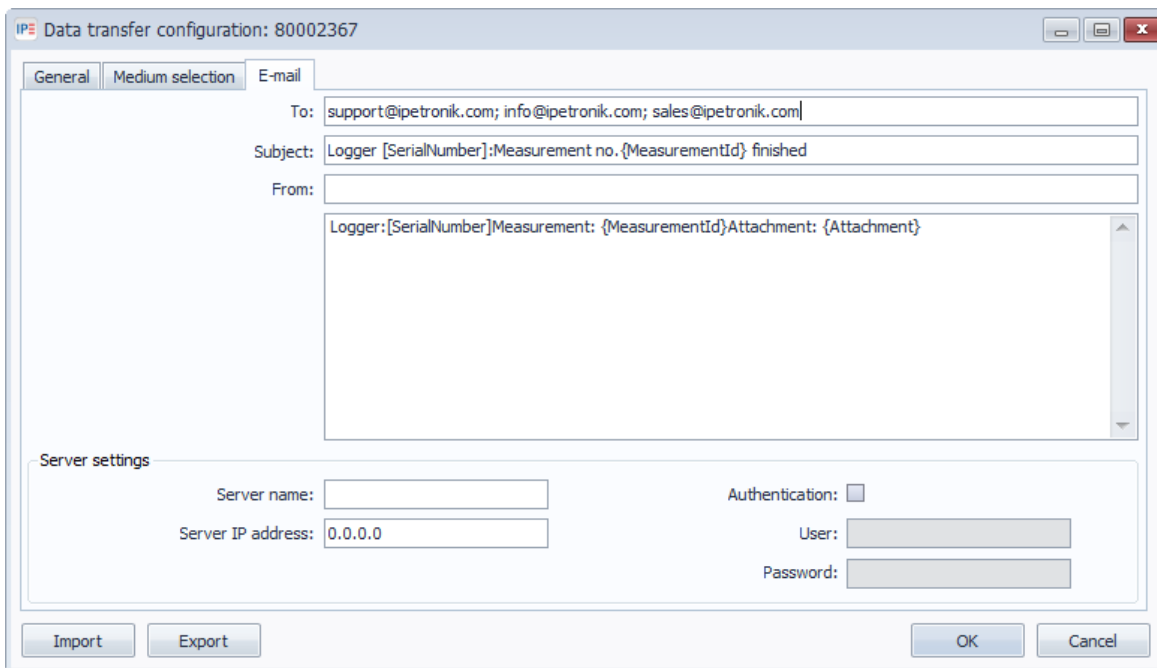 IPE Data transfer configuration: 80002367
General Medium selection E-mail
To: support@ipetronik.com; info@ipetronik.com; sales@ipetronik.com
Subject: Logger [SerialNumber]:Measurement no.{MeasurementId} finished
From:
Logger:[SerialNumber]Measurement: {MeasurementId}Attachment: {Attachment}
Server settings
Server name: Authentication:
Server IP address: 0.0.0.0 User:
Password:
Import Export OK Cancel